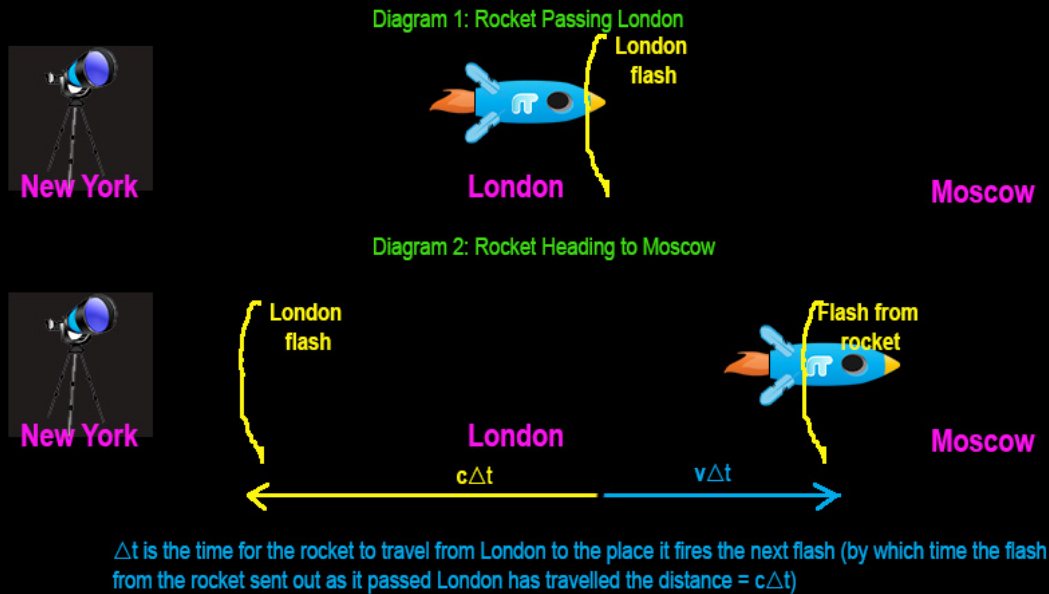 Diagram 1: Rocket Passing London
London
flash
π
New York
London
Moscow
Diagram 2: Rocket Heading to Moscow
London
flash
Flash from
rocket
π
New York
London
Moscow
c△t
v△t
△t is the time for the rocket to travel from London to the place it fires the next flash (by which time the flash
from the rocket sent out as it passed London has travelled the distance = c△t)